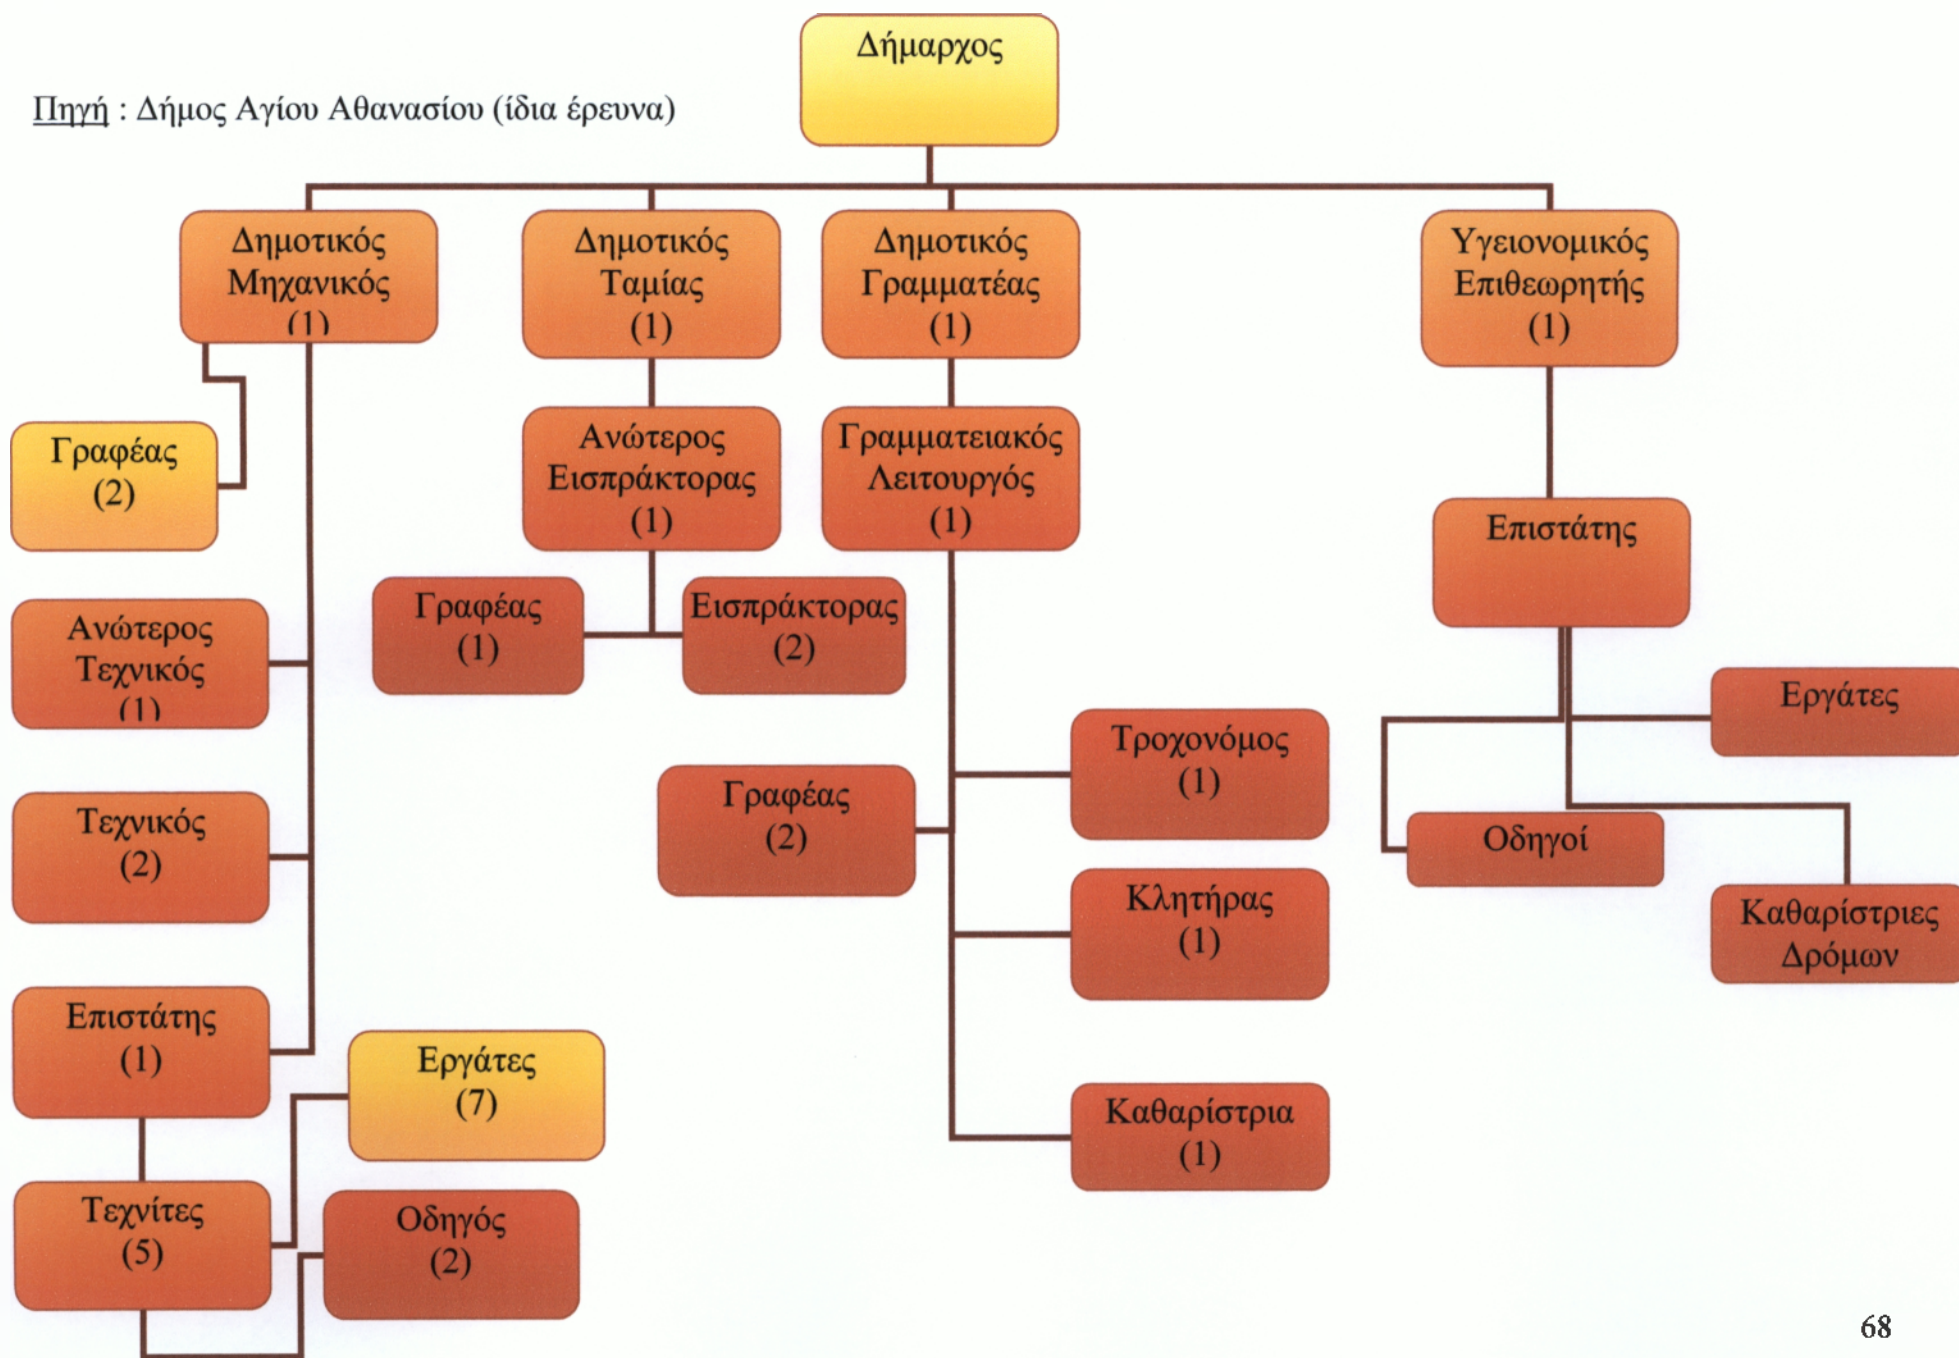 Δήμαρχος
Πηγή : Δήμος Αγίου Αθανασίου (ίδια έρευνα)
Δημοτικός
Μηχανικός
(1)
Δημοτικός
Ταμίας
(1)
Δημοτικός
Γραμματέας
(1)
Υγειονομικός
Επιθεωρητής
(1)
Γραφέας
(2)
Ανώτερος
Εισπράκτορας
(1)
Γραμματειακός
Λειτουργός
(1)
Επιστάτης
Ανώτερος
Τεχνικός
(1)
Γραφέας
(1)
Εισπράκτορας
(2)
Εργάτες
Τροχονόμος
(1)
Γραφέας
(2)
Τεχνικός
(2)
Οδηγοί
Κλητήρας
(1)
Καθαρίστριες
Δρόμων
Επιστάτης
(1)
Εργάτες
(7)
Καθαρίστρια
(1)
Τεχνίτες
(5)
Οδηγός
(2)
68